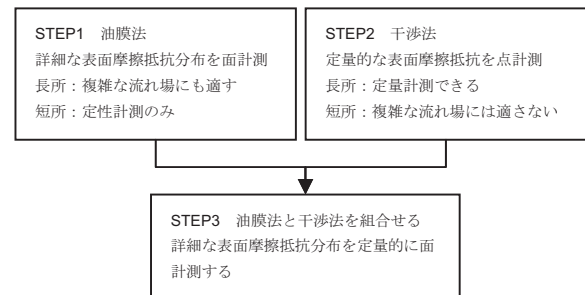 STEP1 油膜法
詳細な表面摩擦抵抗分布を面計測
長所：複雑な流れ場にも適す
短所：定性計測のみ
STEP2 干渉法
定量的な表面摩擦抵抗を点計測
長所：定量計測できる
短所：複雑な流れ場には適さない
STEP3 油膜法と干渉法を組合せる
詳細な表面摩擦抵抗分布を定量的に面
計測する